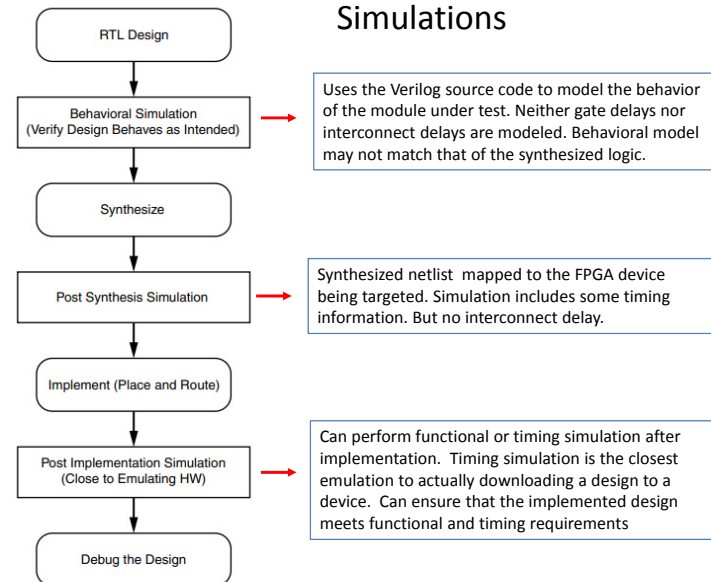 Simulations
RTL Design
Behavioral Simulation
(Verify Design Behaves as Intended)
Uses the Verilog source code to model the behavior
of the module under test. Neither gate delays nor
interconnect delays are modeled. Behavioral model
may not match that of the synthesized logic.
Synthesize
Post Synthesis Simulation
Synthesized netlist  mapped to the FPGA device
being targeted. Simulation includes some timing
information. But no interconnect delay.
Implement (Place and Route)
Post Implementation Simulation
(Close to Emulating HW)
Can perform functional or timing simulation after
implementation.  Timing simulation is the closest
emulation to actually downloading a design to a
device.  Can ensure that the implemented design
meets functional and timing requirements
Debug the Design